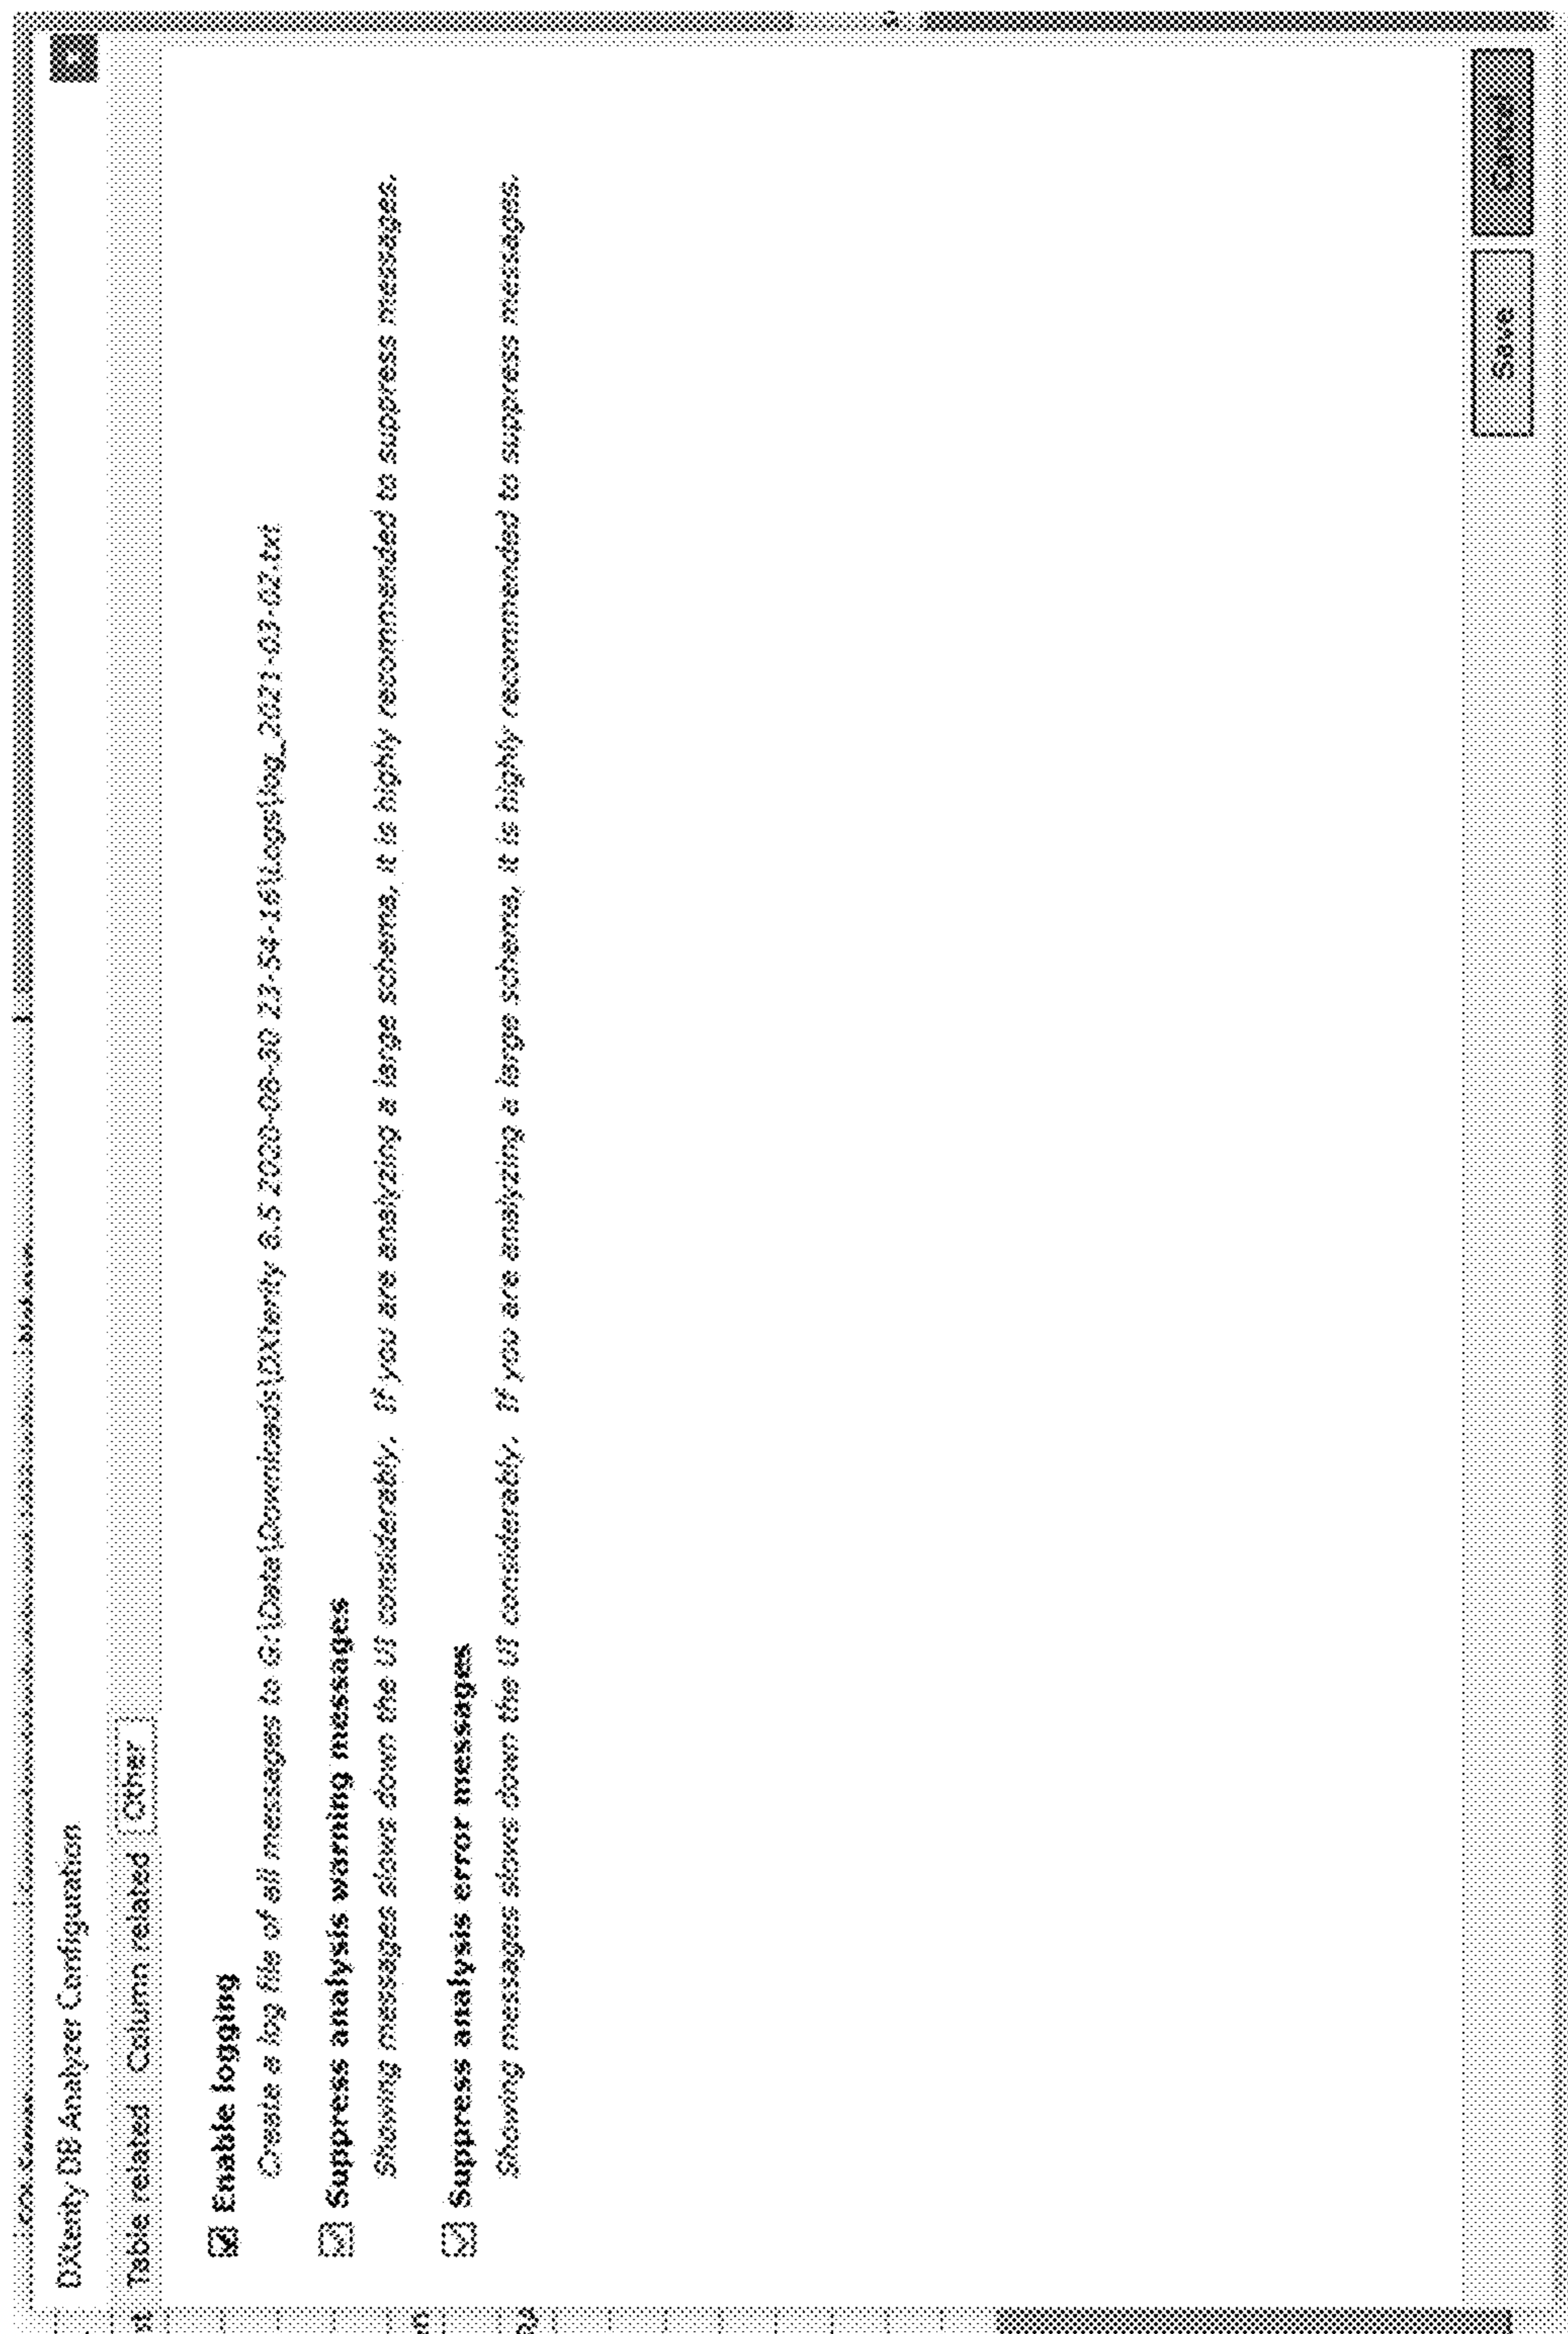 DXterity DB Analyzer Configuration
Table related Column related Other
Enable logging
Create a log file of all messages to G:\Data\Downloads\DXterity 8.5 2020-08-30 23-54-16\Logs\log_2021-03-02.txt
Suppress analysis warning messages
Showing messages slows down the UI considerably. If you are analyzing a large schema, it is highly recommended to suppress messages.
Suppress analysis error messages
Showing messages slows down the UI considerably. If you are analyzing a large schema, it is highly recommended to suppress messages.
Save Cancel